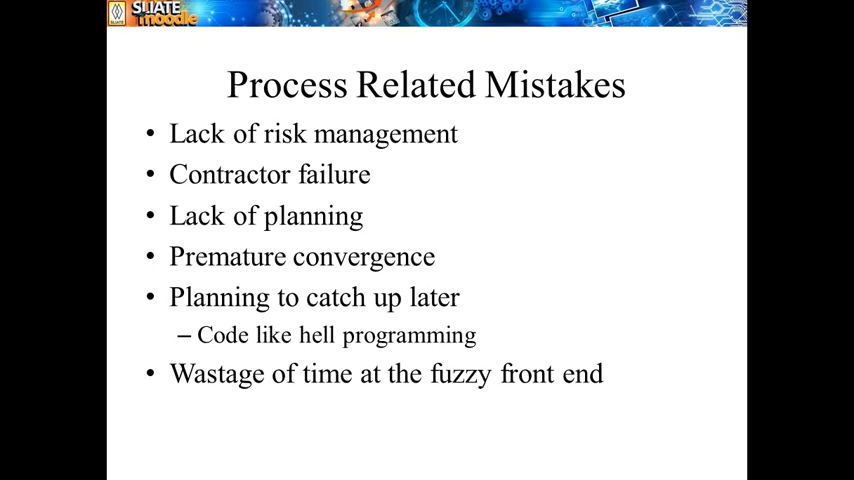 SLIATE
SLIATE moodle
Process Related Mistakes
• Lack of risk management
• Contractor failure
• Lack of planning
• Premature convergence
• Planning to catch up later
– Code like hell programming
• Wastage of time at the fuzzy front end